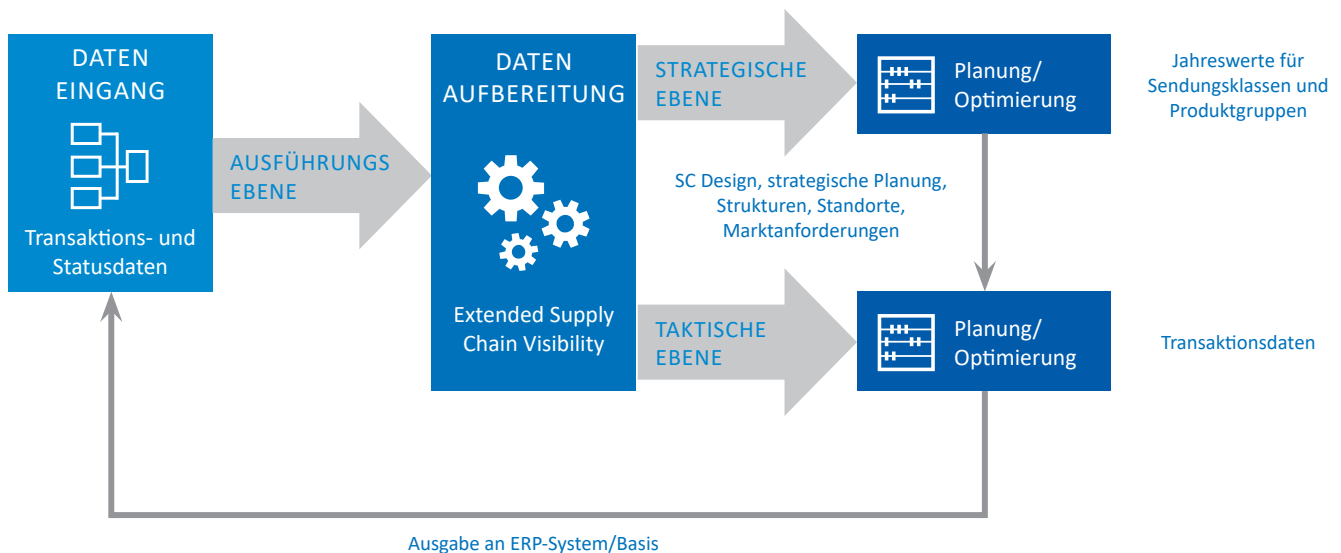 DATEN
EINGANG
Transaktions- und
Statusdaten
AUSFÜHRUNGS
EBENE
DATEN
AUFBEREITUNG
Extended Supply
Chain Visibility
STRATEGISCHE
EBENE
Planung/
Optimierung
Jahreswerte für
Sendungsklassen und
Produktgruppen
SC Design, strategische Planung,
Strukturen, Standorte,
Marktanforderungen
TAKTISCHE
EBENE
Planung/
Optimierung
Transaktionsdaten
Ausgabe an ERP-System/Basis